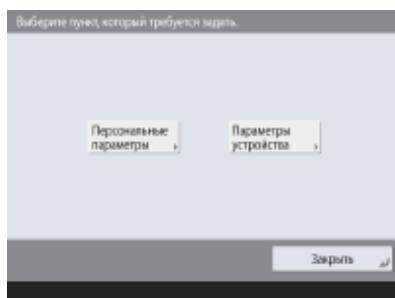 Выберите пункт, который требуется задать.
Персональные
параметры
Параметры
устройства
Закрыть